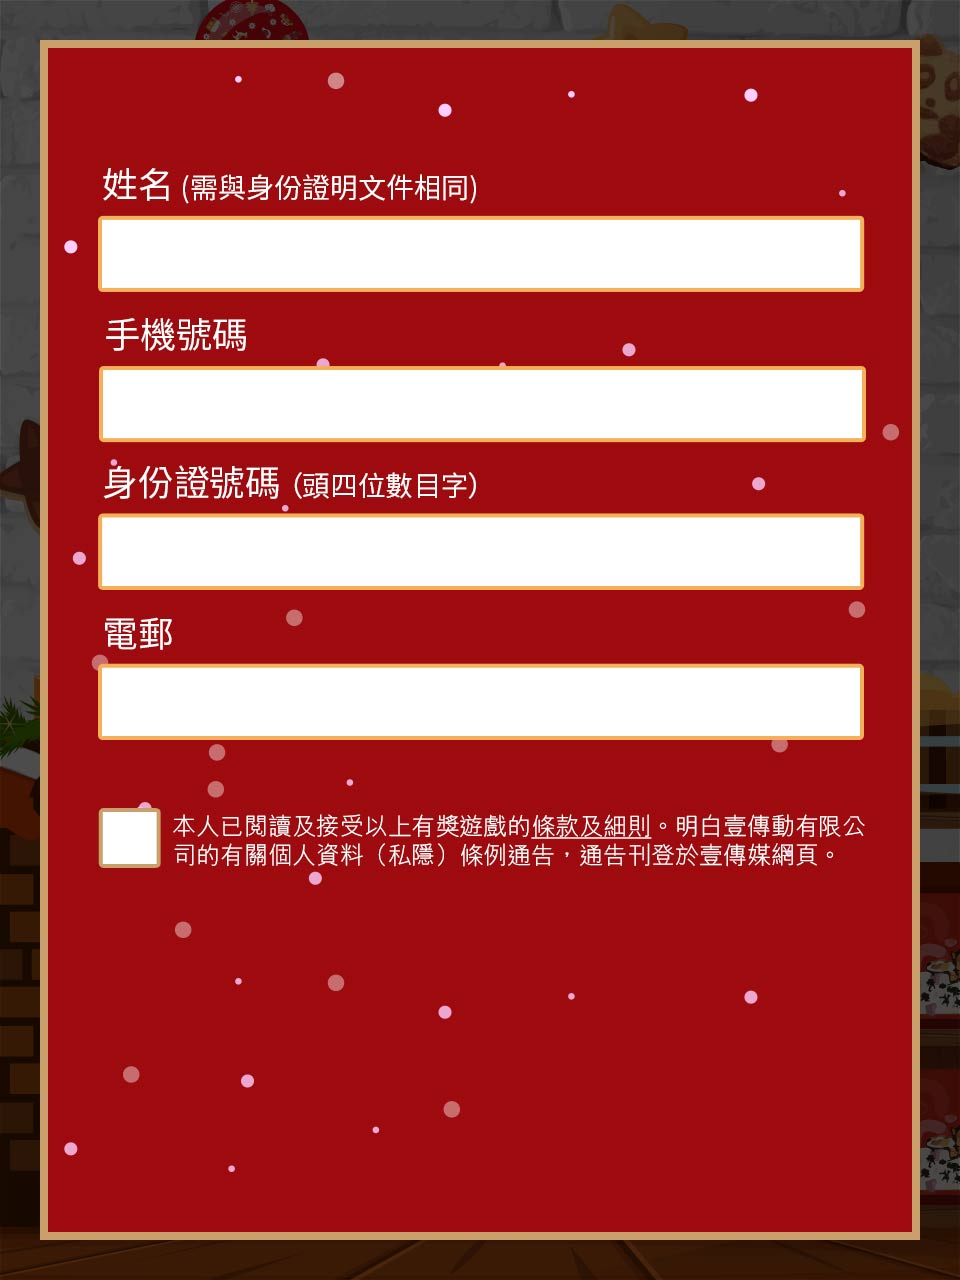 姓名 (需與身份證明文件相同)
手機號碼
身份證號碼 (頭四位數目字)
電郵
本人已閱讀及接受以上有獎遊戲的條款及細則。明白壹傳動有限公
司的有關個人資料（私隱）條例通告，通告刊登於壹傳媒網頁。